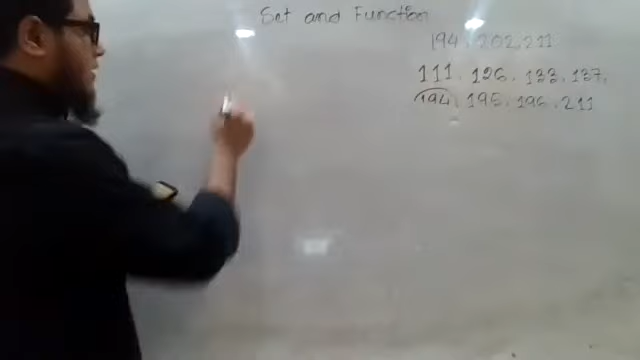 Set and Function
194, 202, 211
111, 126, 133, 137,
194, 195, 196, 211